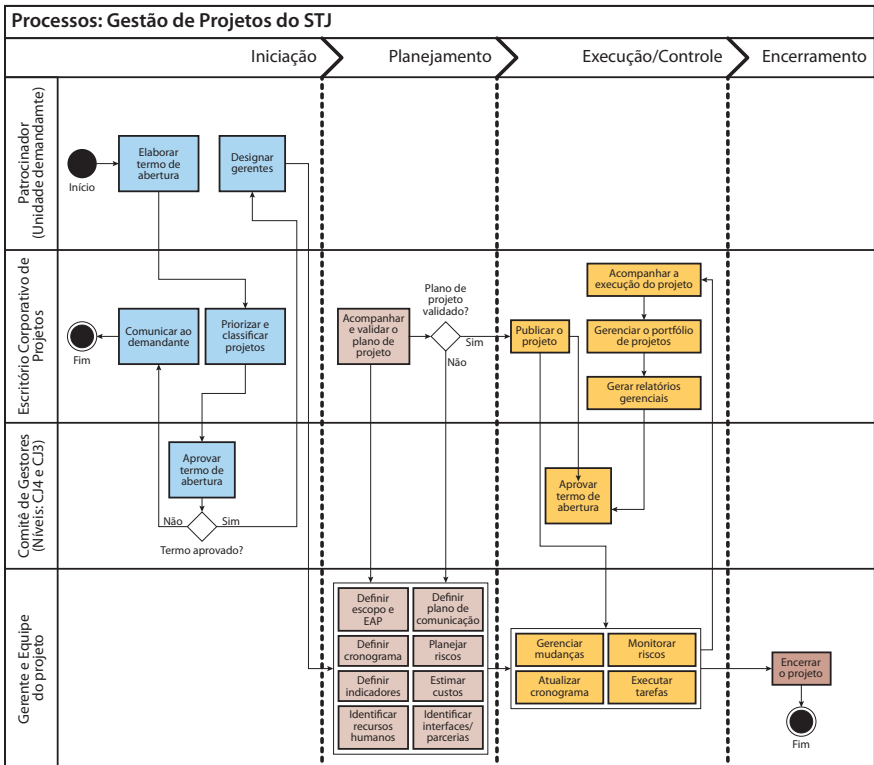 Processos: Gestão de Projetos do STJ
Iniciação
Planejamento
Execução/Controle
Encerramento
Patrocinador
(Unidade demandamte)
Início
Elaborar
termo de
abertura
Designar
gerentes
Escritório Corporativo de
Projetos
Fim
Comunicar ao
demandante
Priorizar e
classificar
projetos
Acompanhar
e validar o
plano de
projeto
Plano de
projeto
validado?
Sim
Não
Publicar o
projeto
Acompanhar a
execução do projeto
Gerenciar o portfólio
de projetos
Gerar relatórios
gerenciais
Comitê de Gestores
(Níveis: CJ4 e CJ3)
Aprovar
termo de
abertura
Não
Sim
Termo aprovado?
Aprovar
termo de
abertura
Gerente e Equipe
do projeto
Definir
escopo e
EAP
Definir
plano de
comunicação
Definir
cronograma
Planejar
riscos
Definir
indicadores
Estimar
custos
Identificar
recursos
humanos
Identificar
interfaces/
parcerias
Gerenciar
mudanças
Monitorar
riscos
Atualizar
cronograma
Executar
tarefas
Encerrar
o projeto
Fim